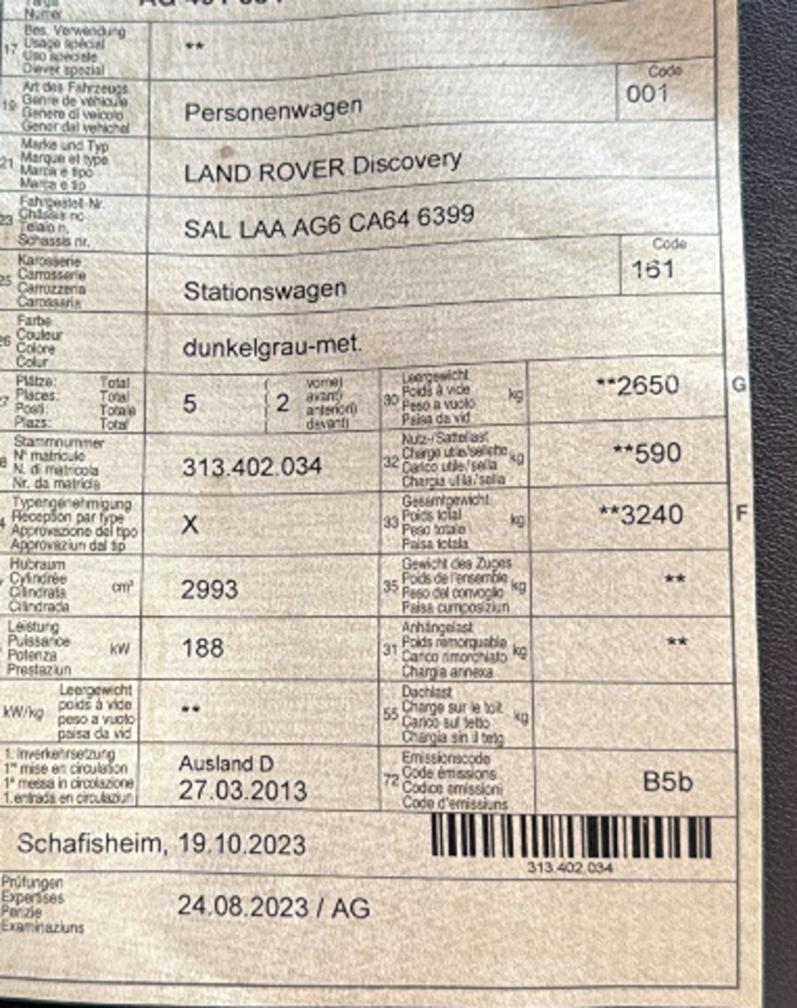 Numer
17 Bes. Verwendung
Usage spécial
Uso speciale
Diever spezial
**
19 Art des Fahrzeugs
Genre de véhicule
Genere di veicolo
Gener dal vehichel
Personenwagen
Code
001
21 Marke und Typ
Marque et type
Marca e tipo
Marca e tip
LAND ROVER Discovery
23 Fahrgestell-Nr.
Châssis no
Telaio n.
Schassis nr.
SAL LAA AG6 CA64 6399
25 Karosserie
Carrosserie
Carrozzeria
Carossaria
Stationswagen
Code
161
26 Farbe
Couleur
Colore
Colur
dunkelgrau-met.
7 Plätze: Total
Places: Total
Posti: Totale
Plazs: Total
5 ( 2 vorne)
avant)
anteriori)
davant)
30 Leergewicht
Poids à vide
Peso a vuoto
Paisa da vid
kg
**2650
G
8 Stammnummer
N° matricule
N. di matricola
Nr. da matricla
313.402.034
32 Nutz-/Sattellast
Charge utile/sellette
Carico utile/sella
Chargia utila/sella
kg
**590
4 Typengenehmigung
Réception par type
Approvazione del tipo
Approvaziun dal tip
X
33 Gesamtgewicht
Poids total
Peso totale
Paisa totala
kg
**3240
F
Hubraum
Cylindrée
Cilindrata
Cilindrada
cm³
2993
35 Gewicht des Zuges
Poids de l'ensemble
Peso del convoglio
Paisa cumposiziun
kg
**
Leistung
Puissance
Potenza
Prestaziun
kW
188
31 Anhängelast
Poids remorquable
Carico rimorchiato
Chargia annexa
kg
**
kW/kg
Leergewicht
poids à vide
peso a vuoto
paisa da vid
**
55 Dachlast
Charge sur le toit
Carico sul tetto
Chargia sin il tetg
kg
1. Inverkehrsetzung
1re mise en circulation
1a messa in circolazione
1. entrada en circulaziun
Ausland D
27.03.2013
72 Emissionscode
Code émissions
Codice emissioni
Code d'emissiuns
B5b
Schafisheim, 19.10.2023
313.402.034
Prüfungen
Expertises
Perizie
Examinaziuns
24.08.2023 / AG